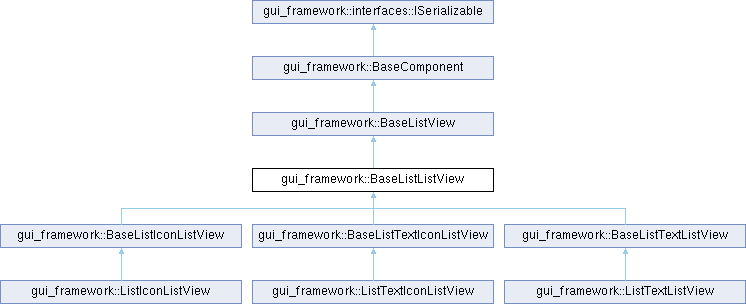 gui_framework::interfaces::ISerializable
gui_framework::BaseComponent
gui_framework::BaseListView
gui_framework::BaseListListView
gui_framework::BaseListIconListView
gui_framework::BaseListTextIconListView
gui_framework::BaseListTextListView
gui_framework::ListIconListView
gui_framework::ListTextIconListView
gui_framework::ListTextListView